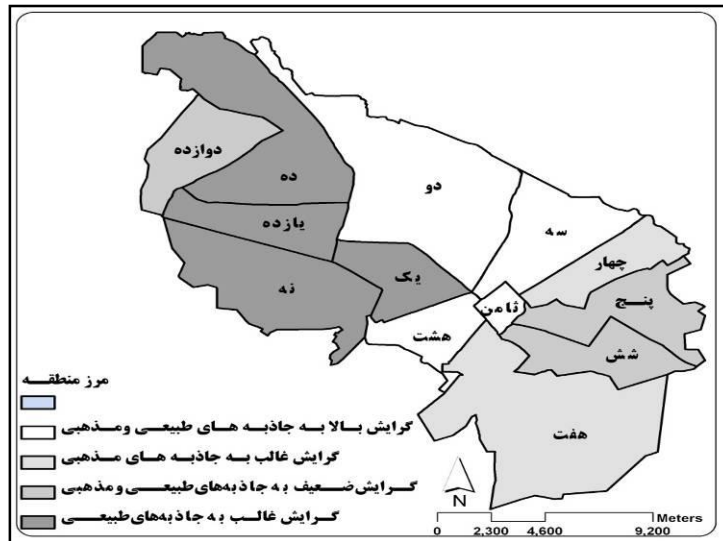 دوازده
ده
دو
سه
یازده
چهار
یک
نه
پنج
ثامن
هشت
شش
هفت
مرز منطقه
گرایش بالا به جاذبه های طبیعی و مذهبی
گرایش غالب به جاذبه های مذهبی
گرایش ضعیف به جاذبه‌های طبیعی و مذهبی
گرایش غالب به جاذبه‌های طبیعی
N
Meters
0 2,300 4,600 9,200